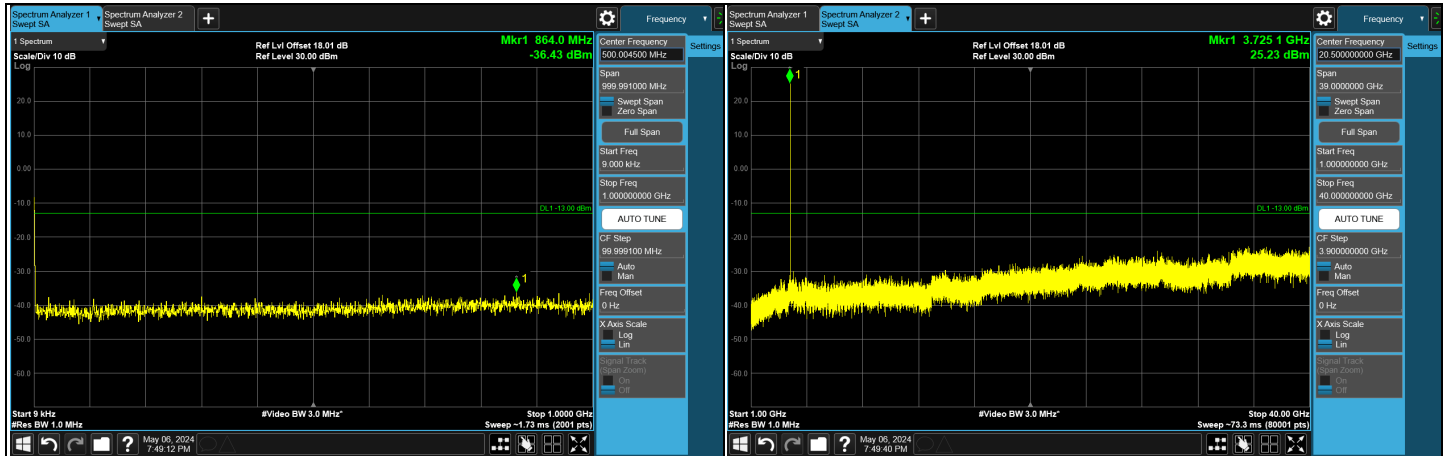 Spectrum Analyzer 1
Swept SA
Spectrum Analyzer 2
Swept SA
+
Frequency
1 Spectrum
Scale/Div 10 dB
Log
Ref Lvl Offset 18.01 dB
Ref Level 30.00 dBm
Mkr1 864.0 MHz
-36.43 dBm
1
20.0
10.0
0.00
-10.0
-20.0
-30.0
-40.0
-50.0
-60.0
DL1 -13.00 dBm
Start 9 kHz
#Res BW 1.0 MHz
#Video BW 3.0 MHz*
Stop 1.0000 GHz
Sweep ~1.73 ms (2001 pts)
Center Frequency
500.004500 MHz
Settings
Span
999.991000 MHz
Swept Span
Zero Span
Full Span
Start Freq
9.000 kHz
Stop Freq
1.000000000 GHz
AUTO TUNE
CF Step
99.999100 MHz
Auto
Man
Freq Offset
0 Hz
X Axis Scale
Log
Lin
Signal Track
(Span Zoom)
On
Off
?
May 06, 2024
7:49:12 PM
Spectrum Analyzer 1
Swept SA
Spectrum Analyzer 2
Swept SA
+
Frequency
1 Spectrum
Scale/Div 10 dB
Log
Ref Lvl Offset 18.01 dB
Ref Level 30.00 dBm
Mkr1 3.725 1 GHz
25.23 dBm
1
20.0
10.0
0.00
-10.0
-20.0
-30.0
-40.0
-50.0
-60.0
DL1 -13.00 dBm
Start 1.00 GHz
#Res BW 1.0 MHz
#Video BW 3.0 MHz*
Stop 40.00 GHz
Sweep ~73.3 ms (80001 pts)
Center Frequency
20.500000000 GHz
Settings
Span
39.0000000 GHz
Swept Span
Zero Span
Full Span
Start Freq
1.000000000 GHz
Stop Freq
40.000000000 GHz
AUTO TUNE
CF Step
3.900000000 GHz
Auto
Man
Freq Offset
0 Hz
X Axis Scale
Log
Lin
Signal Track
(Span Zoom)
On
Off
?
May 06, 2024
7:49:40 PM